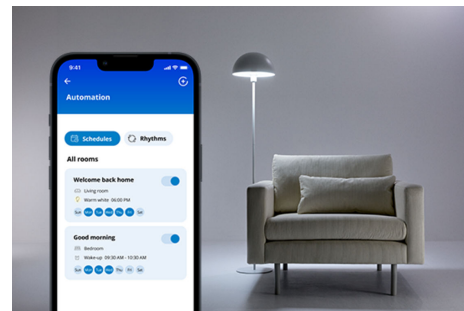 9:41
Automation
Schedules
Rhythms
All rooms
Welcome back home
Living room
Warm white 06:00 PM
Sun Mon Tue Wed Thu Fri Sat
Good morning
Bedroom
Wake-up 09:30 AM - 10:30 AM
Sun Mon Tue Wed Thu Fri Sat